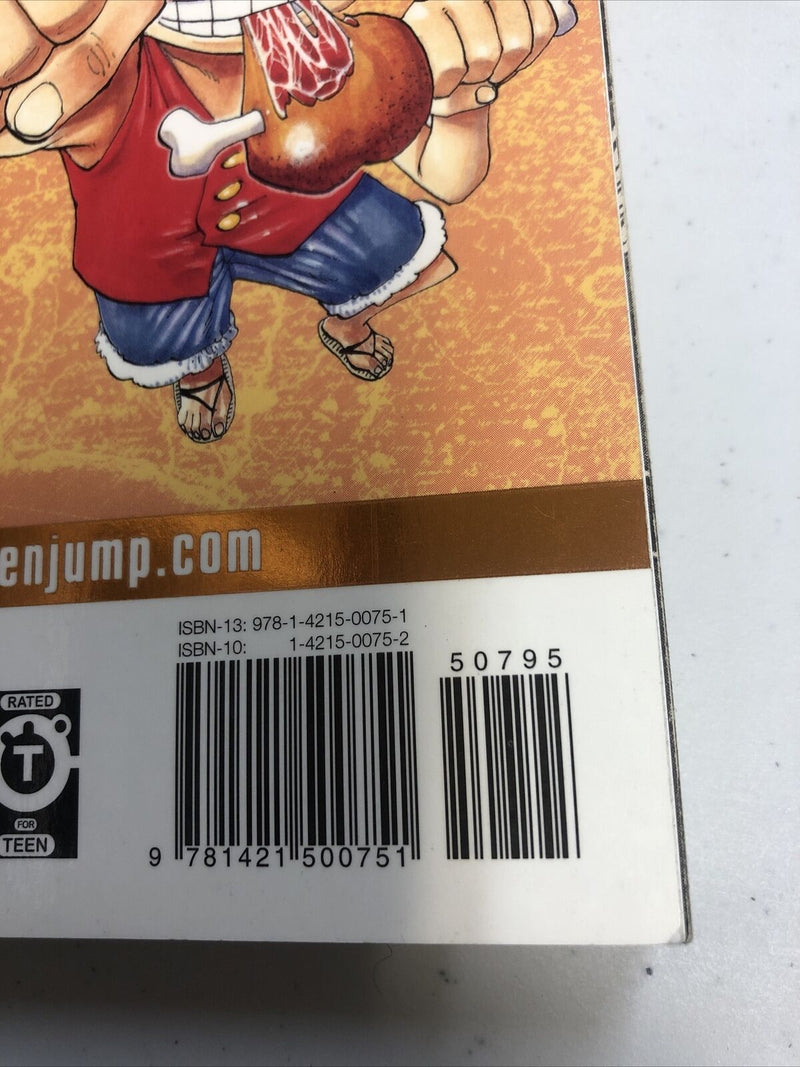 enjump.com
ISBN-13: 978-1-4215-0075-1
ISBN-10: 1-4215-0075-2
50795
RATED
T
FOR
TEEN
9 781421 500751